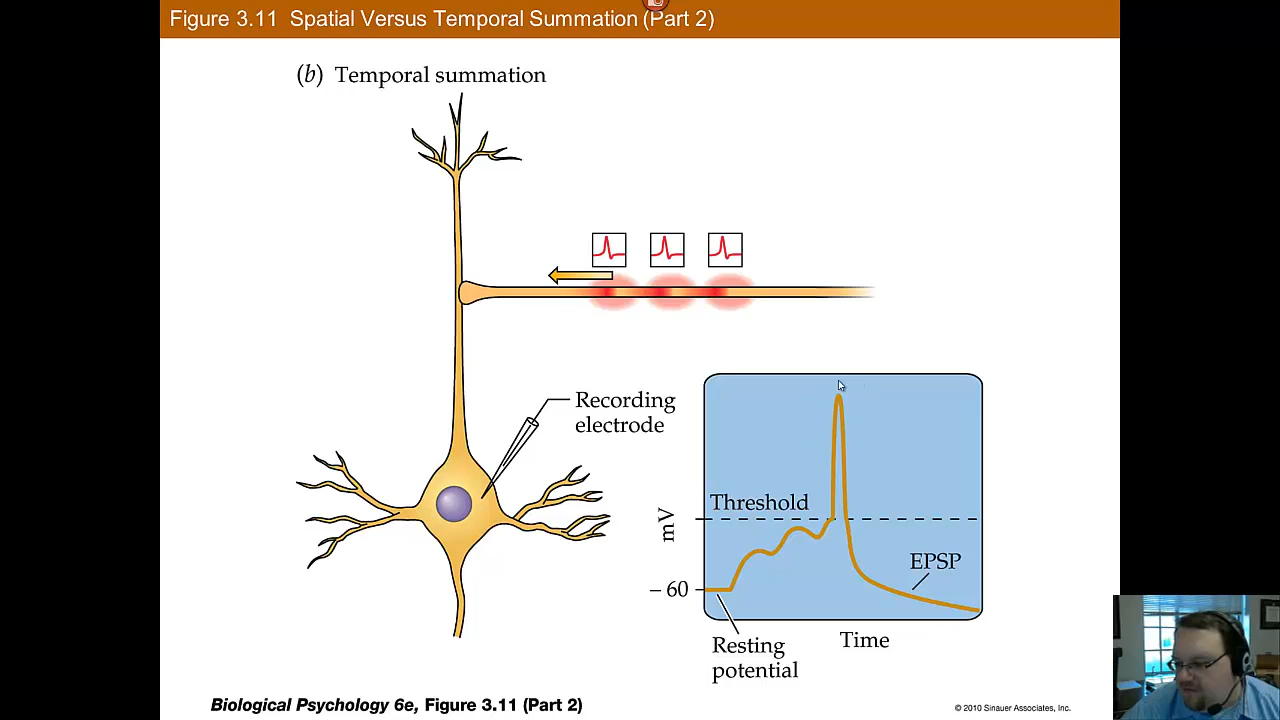 Figure 3.11 Spatial Versus Temporal Summation (Part 2)
(b) Temporal summation
Recording
electrode
Threshold
mV
EPSP
– 60
Resting
potential
Time
Biological Psychology 6e, Figure 3.11 (Part 2)
© 2010 Sinauer Associates, Inc.